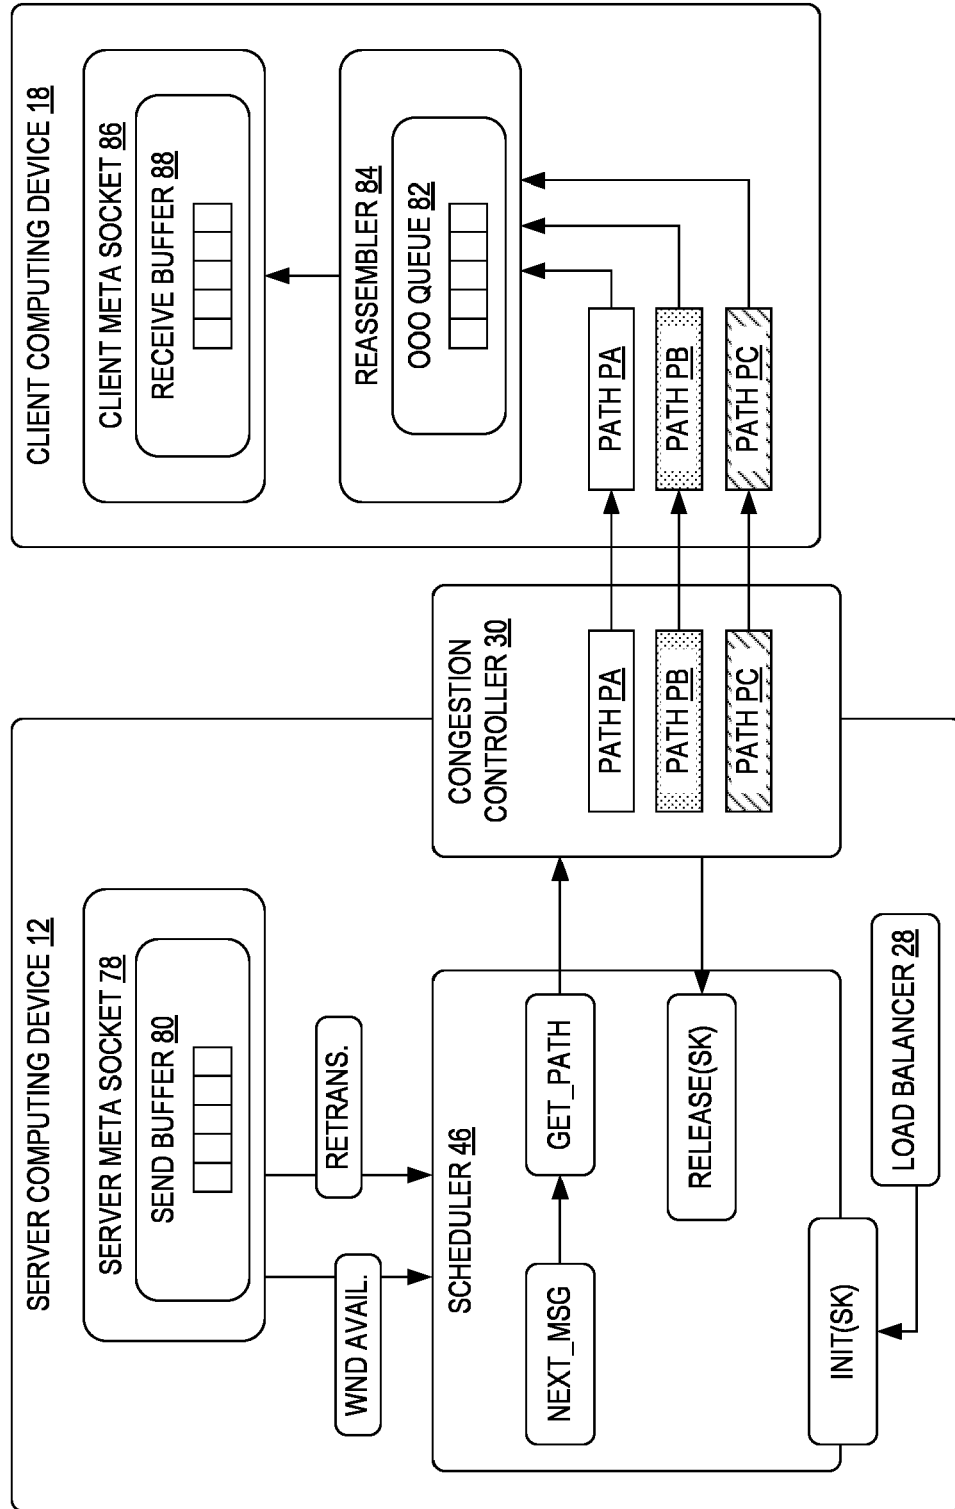 SERVER COMPUTING DEVICE 12
SERVER META SOCKET 78
SEND BUFFER 80
WND AVAIL.
RETRANS.
SCHEDULER 46
NEXT_MSG
GET_PATH
RELEASE(SK)
INIT(SK)
LOAD BALANCER 28
CONGESTION
CONTROLLER 30
PATH PA
PATH PB
PATH PC
CLIENT COMPUTING DEVICE 18
CLIENT META SOCKET 86
RECEIVE BUFFER 88
REASSEMBLER 84
OOO QUEUE 82
PATH PA
PATH PB
PATH PC